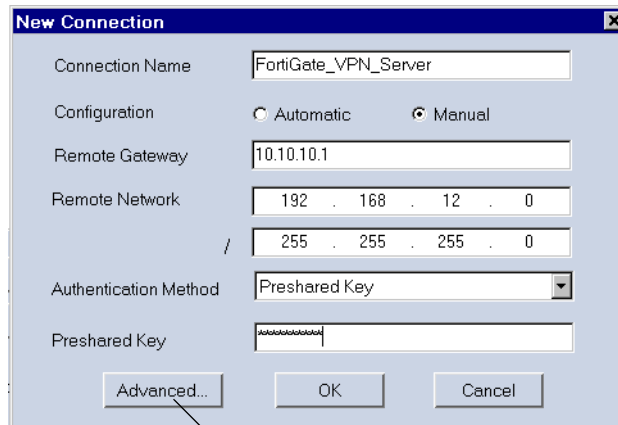 New Connection
Connection Name FortiGate_VPN_Server
Configuration Automatic Manual
Remote Gateway 10.10.10.1
Remote Network 192 . 168 . 12 . 0
/ 255 . 255 . 255 . 0
Authentication Method Preshared Key
Preshared Key ***********
Advanced... OK Cancel